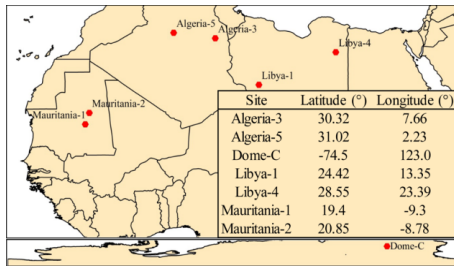 Algeria-5
Algeria-3
Libya-4
Libya-1
Mauritania-2
Mauritania-1
Site Latitude (°) Longitude (°)
Algeria-3 30.32 7.66
Algeria-5 31.02 2.23
Dome-C -74.5 123.0
Libya-1 24.42 13.35
Libya-4 28.55 23.39
Mauritania-1 19.4 -9.3
Mauritania-2 20.85 -8.78
Dome-C